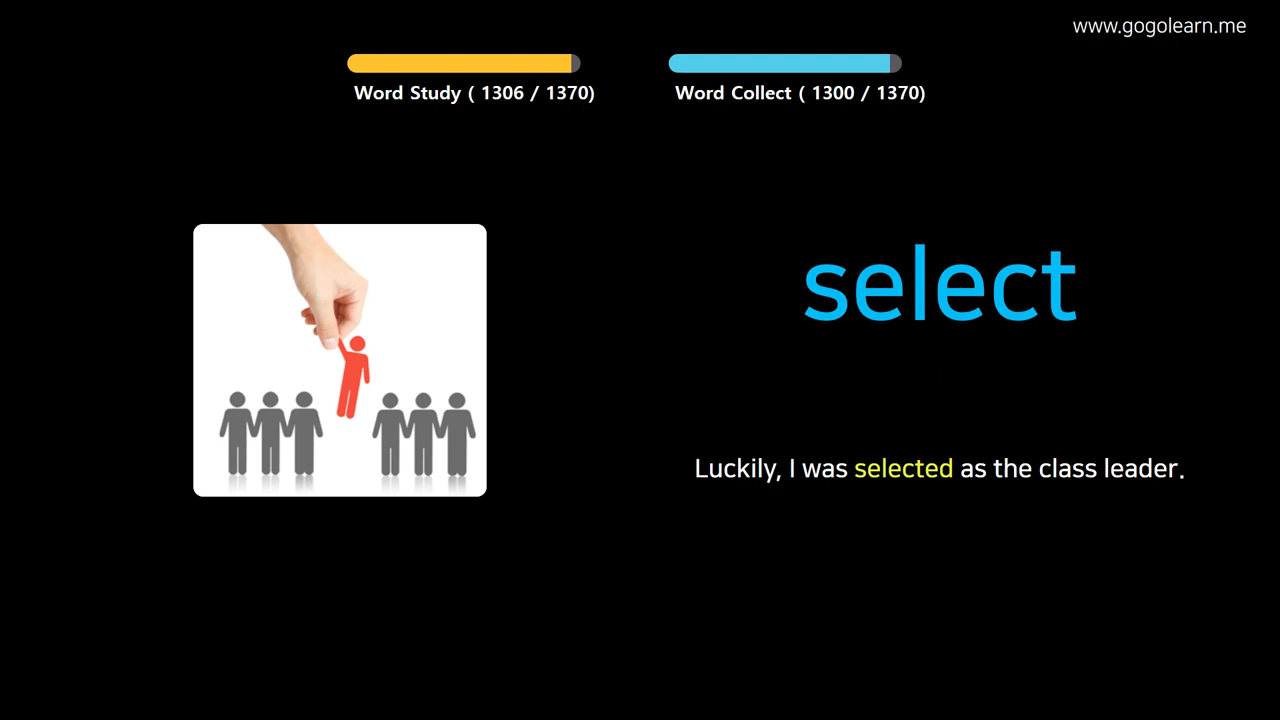 www.gogolearn.me
Word Study ( 1306 / 1370)
Word Collect ( 1300 / 1370)
select
Luckily, I was selected as the class leader.